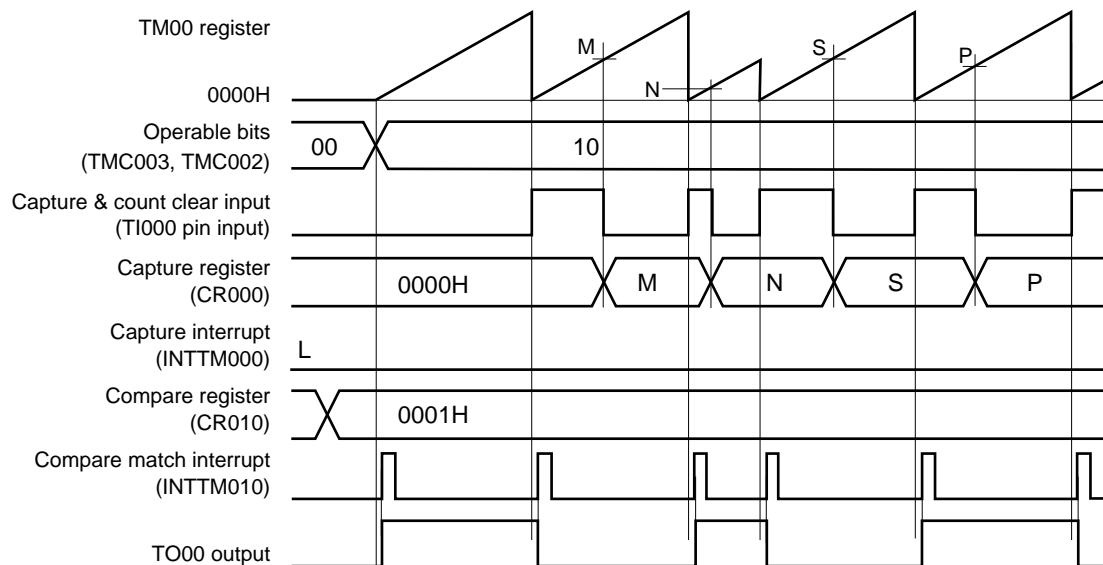 TM00 register
M
S
P
N
0000H
Operable bits
(TMC003, TMC002)
00
10
Capture & count clear input
(TI000 pin input)
Capture register
(CR000)
0000H
M
N
S
P
Capture interrupt
(INTTM000)
L
Compare register
(CR010)
0001H
Compare match interrupt
(INTTM010)
TO00 output